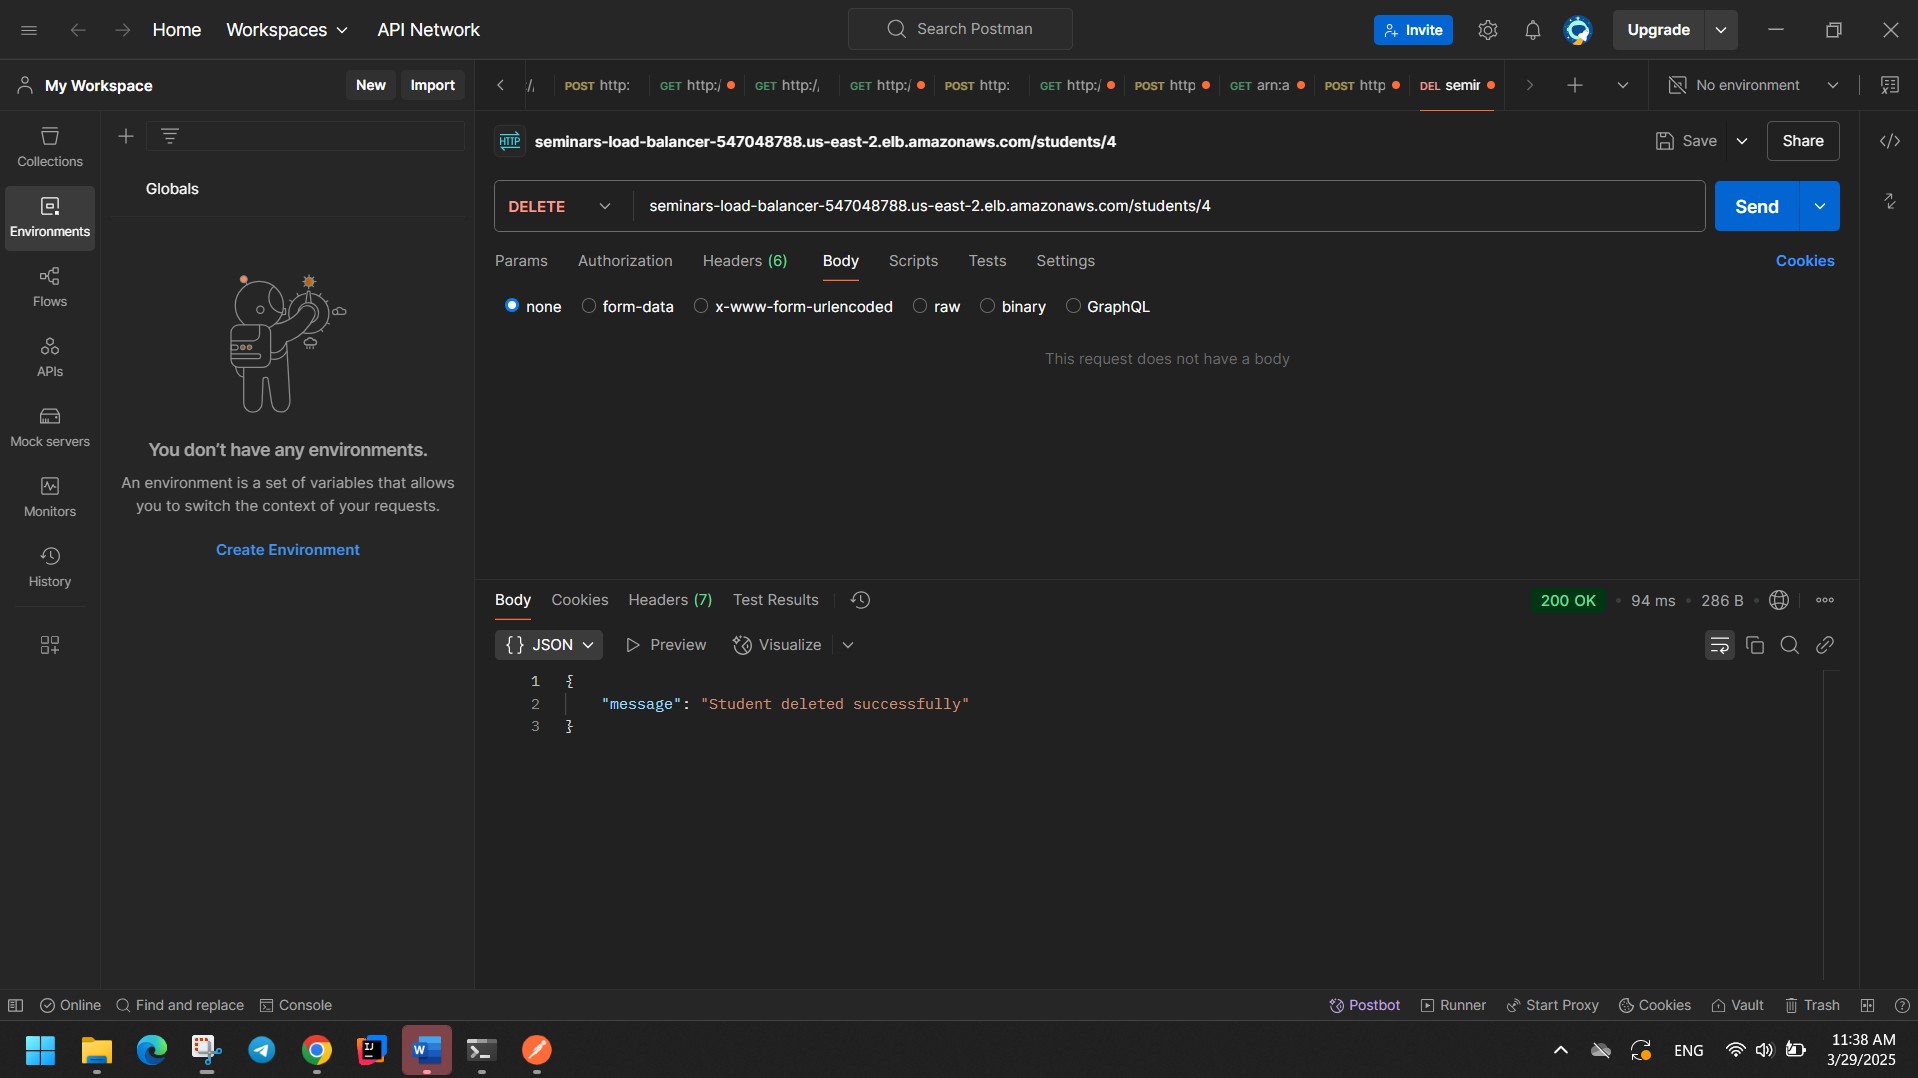 Home
Workspaces
API Network
Search Postman
Invite
Upgrade
My Workspace
New
Import
:/
POST http:
GET http:/
GET http://
GET http:/
POST http:
GET http:/
POST http
GET arn:a
POST http
DEL semir
No environment
Collections
Environments
Flows
APIs
Mock servers
Monitors
History
Globals
You don't have any environments.
An environment is a set of variables that allows
you to switch the context of your requests.
Create Environment
HTTP
seminars-load-balancer-547048788.us-east-2.elb.amazonaws.com/students/4
Save
Share
DELETE
seminars-load-balancer-547048788.us-east-2.elb.amazonaws.com/students/4
Send
Params
Authorization
Headers (6)
Body
Scripts
Tests
Settings
Cookies
none
form-data
x-www-form-urlencoded
raw
binary
GraphQL
This request does not have a body
Body
Cookies
Headers (7)
Test Results
200 OK
94 ms
286 B
{} JSON
Preview
Visualize
1 {
2 "message": "Student deleted successfully"
3 }
Online
Find and replace
Console
Postbot
Runner
Start Proxy
Cookies
Vault
Trash
IJ
W
ENG
11:38 AM
3/29/2025